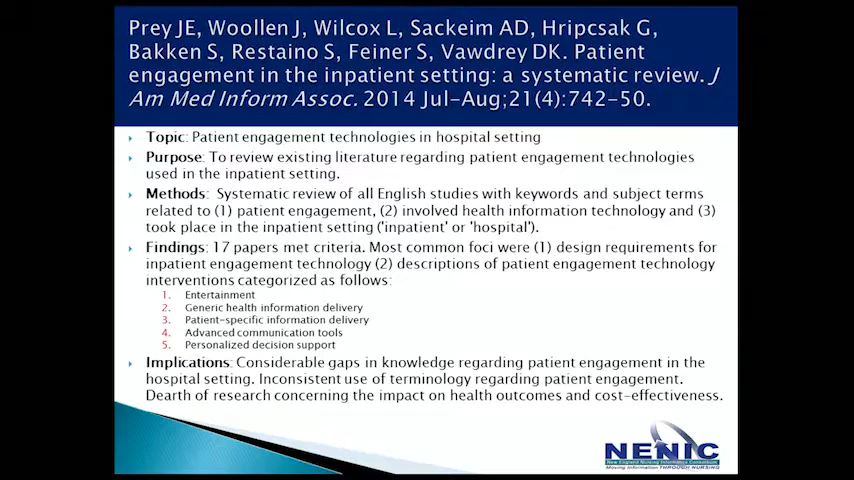 Prey JE, Woollen J, Wilcox L, Sackeim AD, Hripcsak G,
Bakken S, Restaino S, Feiner S, Vawdrey DK. Patient
engagement in the inpatient setting: a systematic review. J
Am Med Inform Assoc. 2014 Jul-Aug;21(4):742-50.
Topic: Patient engagement technologies in hospital setting
Purpose: To review existing literature regarding patient engagement technologies
used in the inpatient setting.
Methods: Systematic review of all English studies with keywords and subject terms
related to (1) patient engagement, (2) involved health information technology and (3)
took place in the inpatient setting ('inpatient' or 'hospital').
Findings: 17 papers met criteria. Most common foci were (1) design requirements for
inpatient engagement technology (2) descriptions of patient engagement technology
interventions categorized as follows:
1. Entertainment
2. Generic health information delivery
3. Patient-specific information delivery
4. Advanced communication tools
5. Personalized decision support
Implications: Considerable gaps in knowledge regarding patient engagement in the
hospital setting. Inconsistent use of terminology regarding patient engagement.
Dearth of research concerning the impact on health outcomes and cost-effectiveness.
NENIC
New England Nursing Informatics Consortium
Moving Information THROUGH NURSING